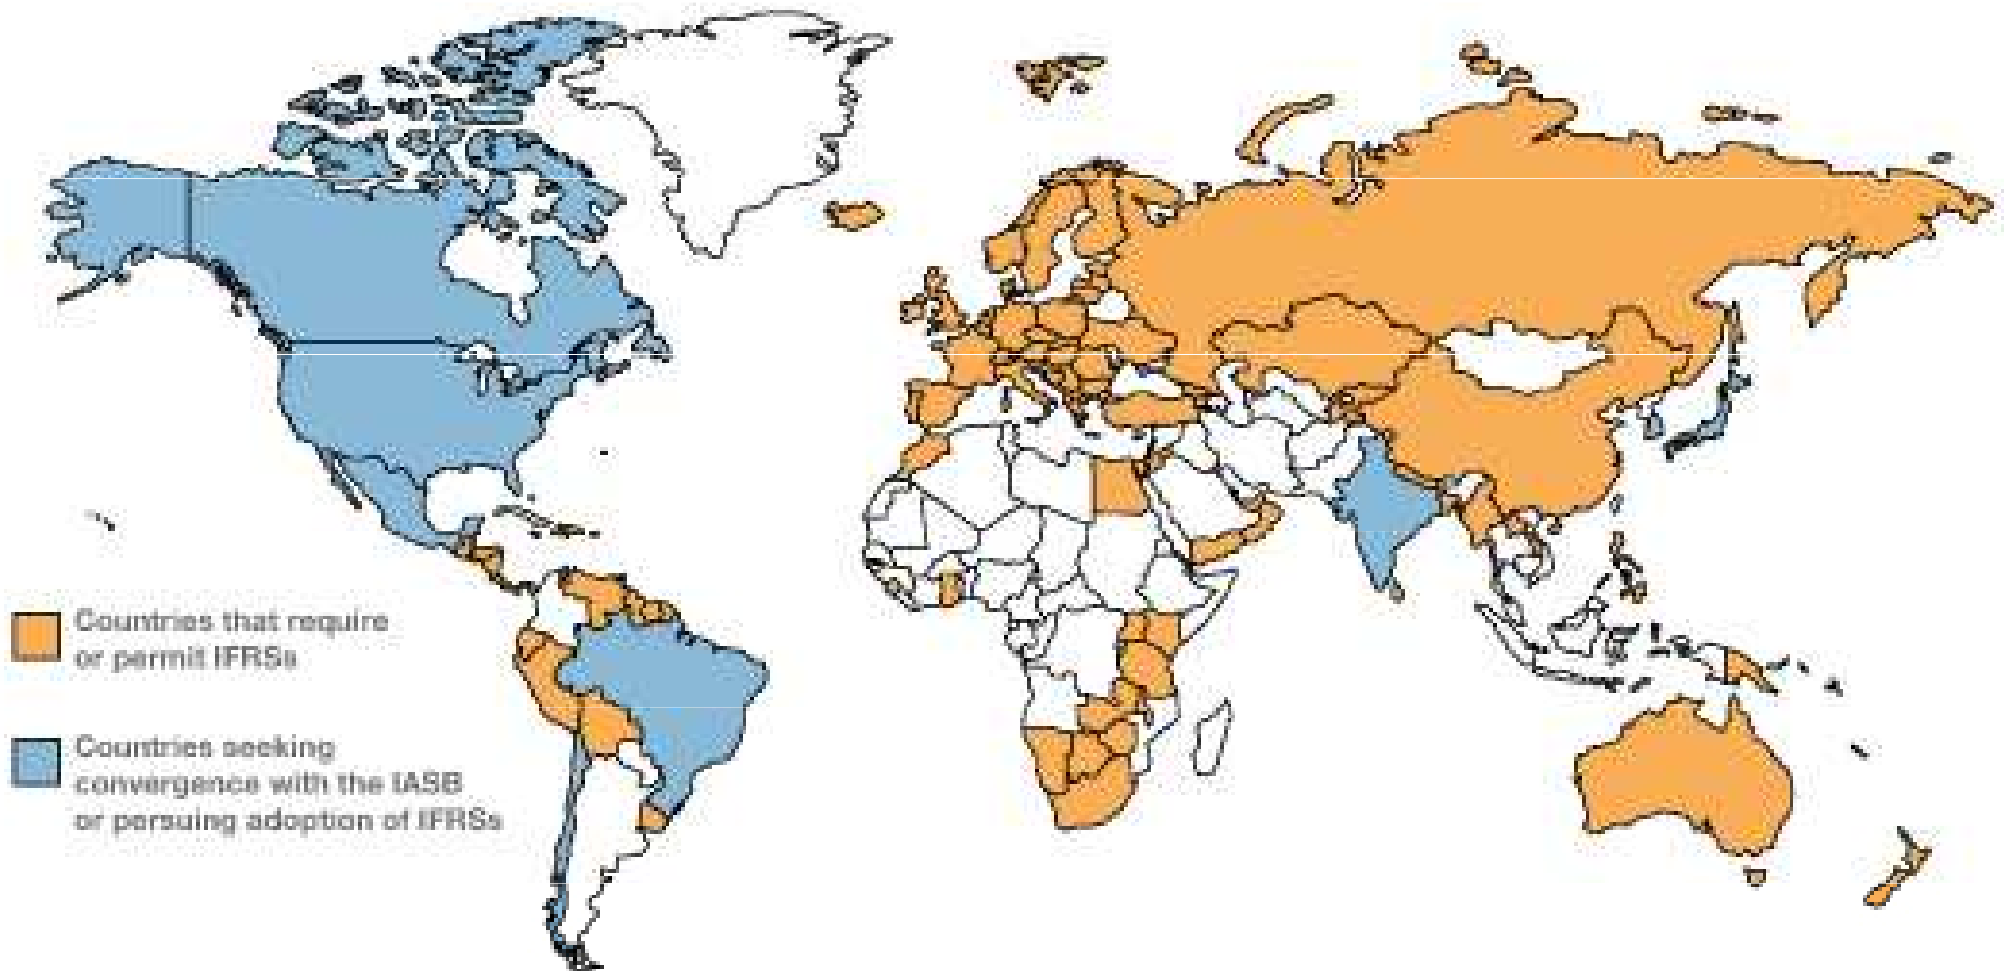 Countries that require
or permit IFRSs
Countries seeking
convergence with the IASB
or persuing adoption of IFRSs